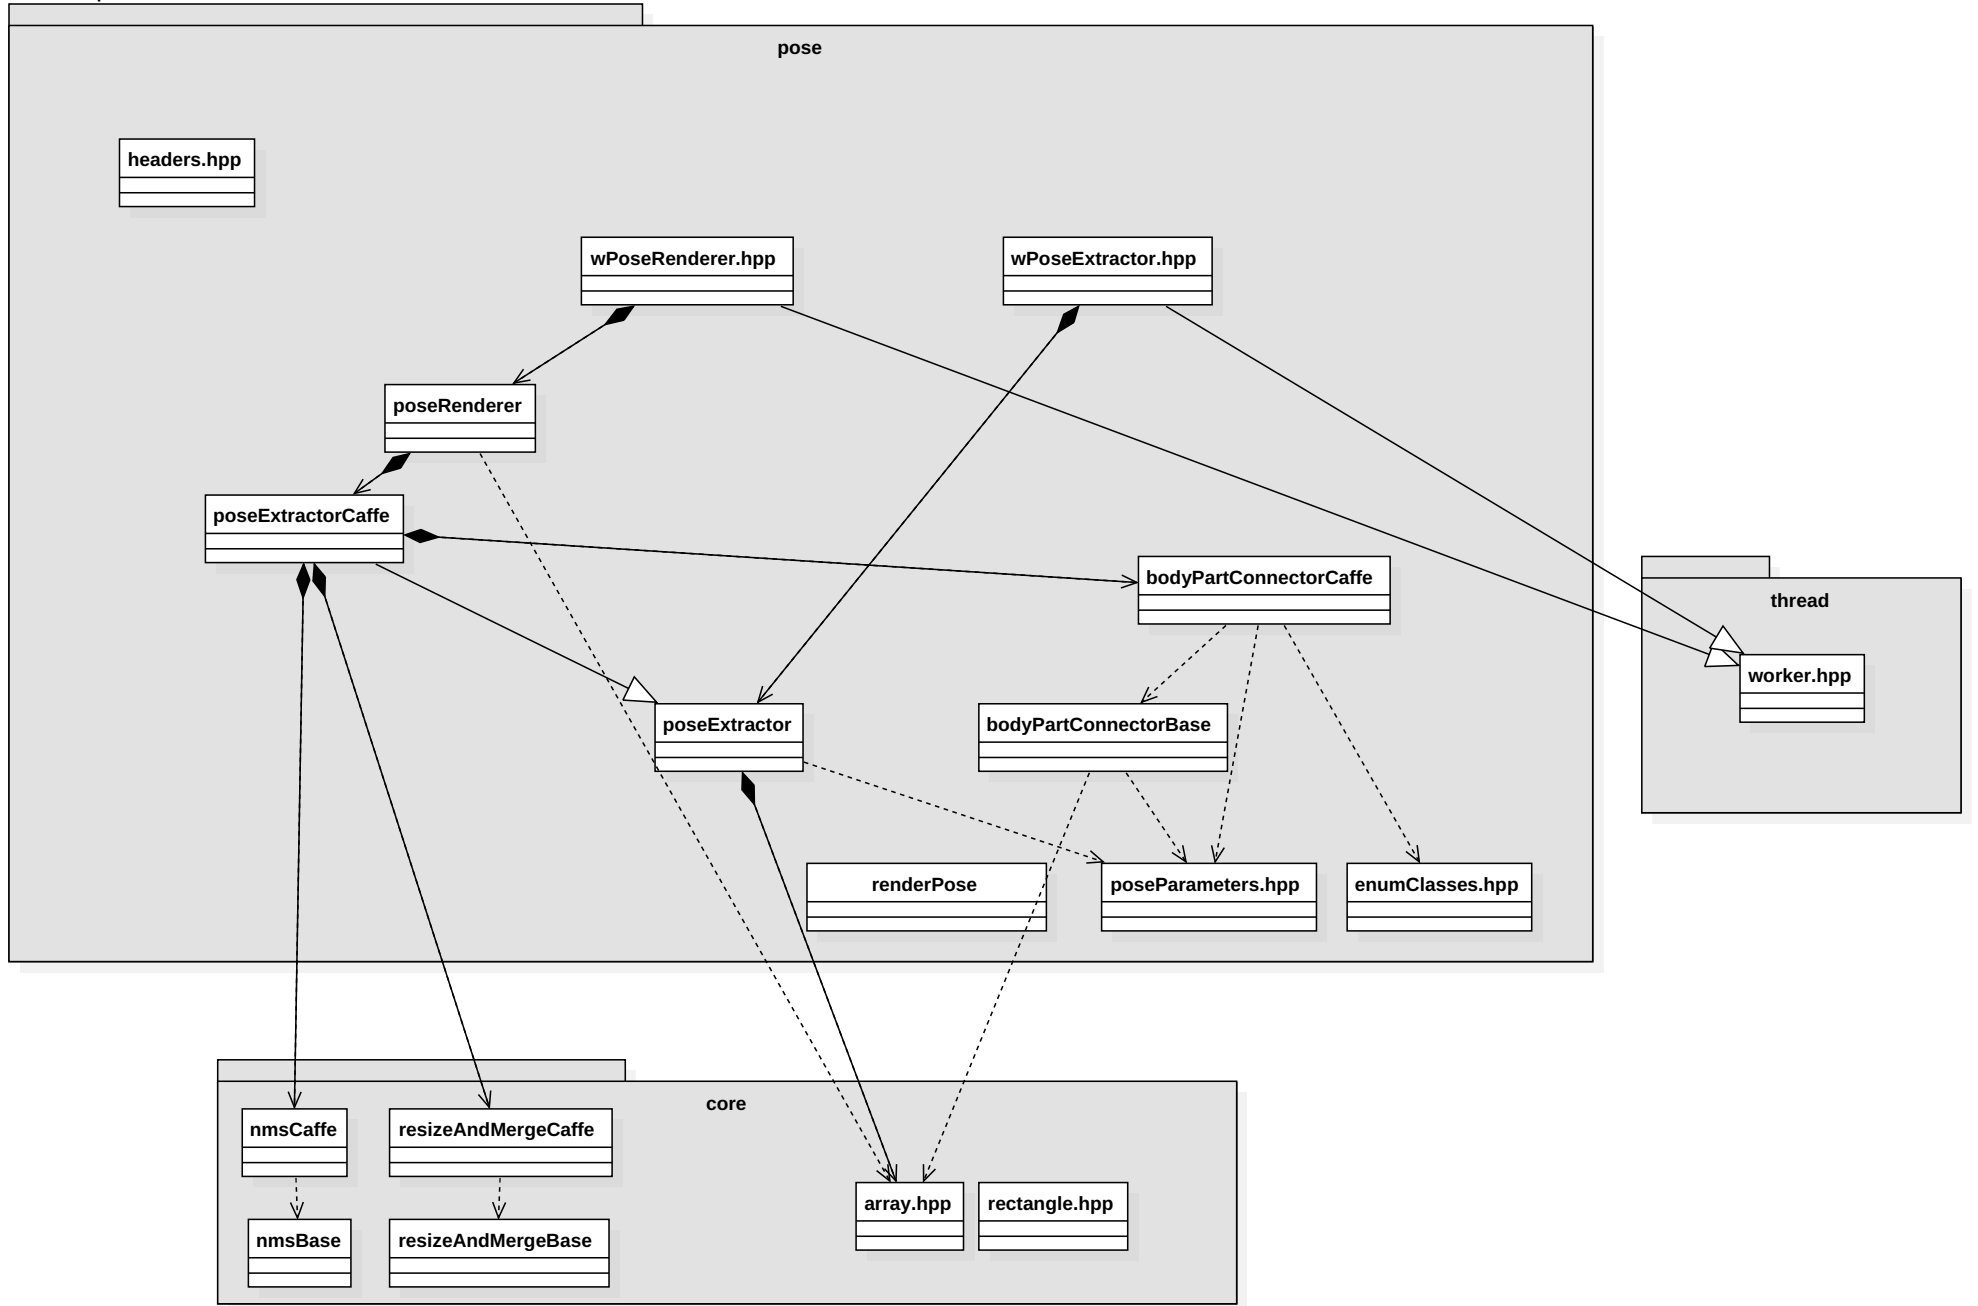 pose
headers.hpp
wPoseRenderer.hpp
wPoseExtractor.hpp
poseRenderer
poseExtractorCaffe
bodyPartConnectorCaffe
thread
worker.hpp
poseExtractor
bodyPartConnectorBase
renderPose
poseParameters.hpp
enumClasses.hpp
core
nmsCaffe
resizeAndMergeCaffe
array.hpp
rectangle.hpp
nmsBase
resizeAndMergeBase